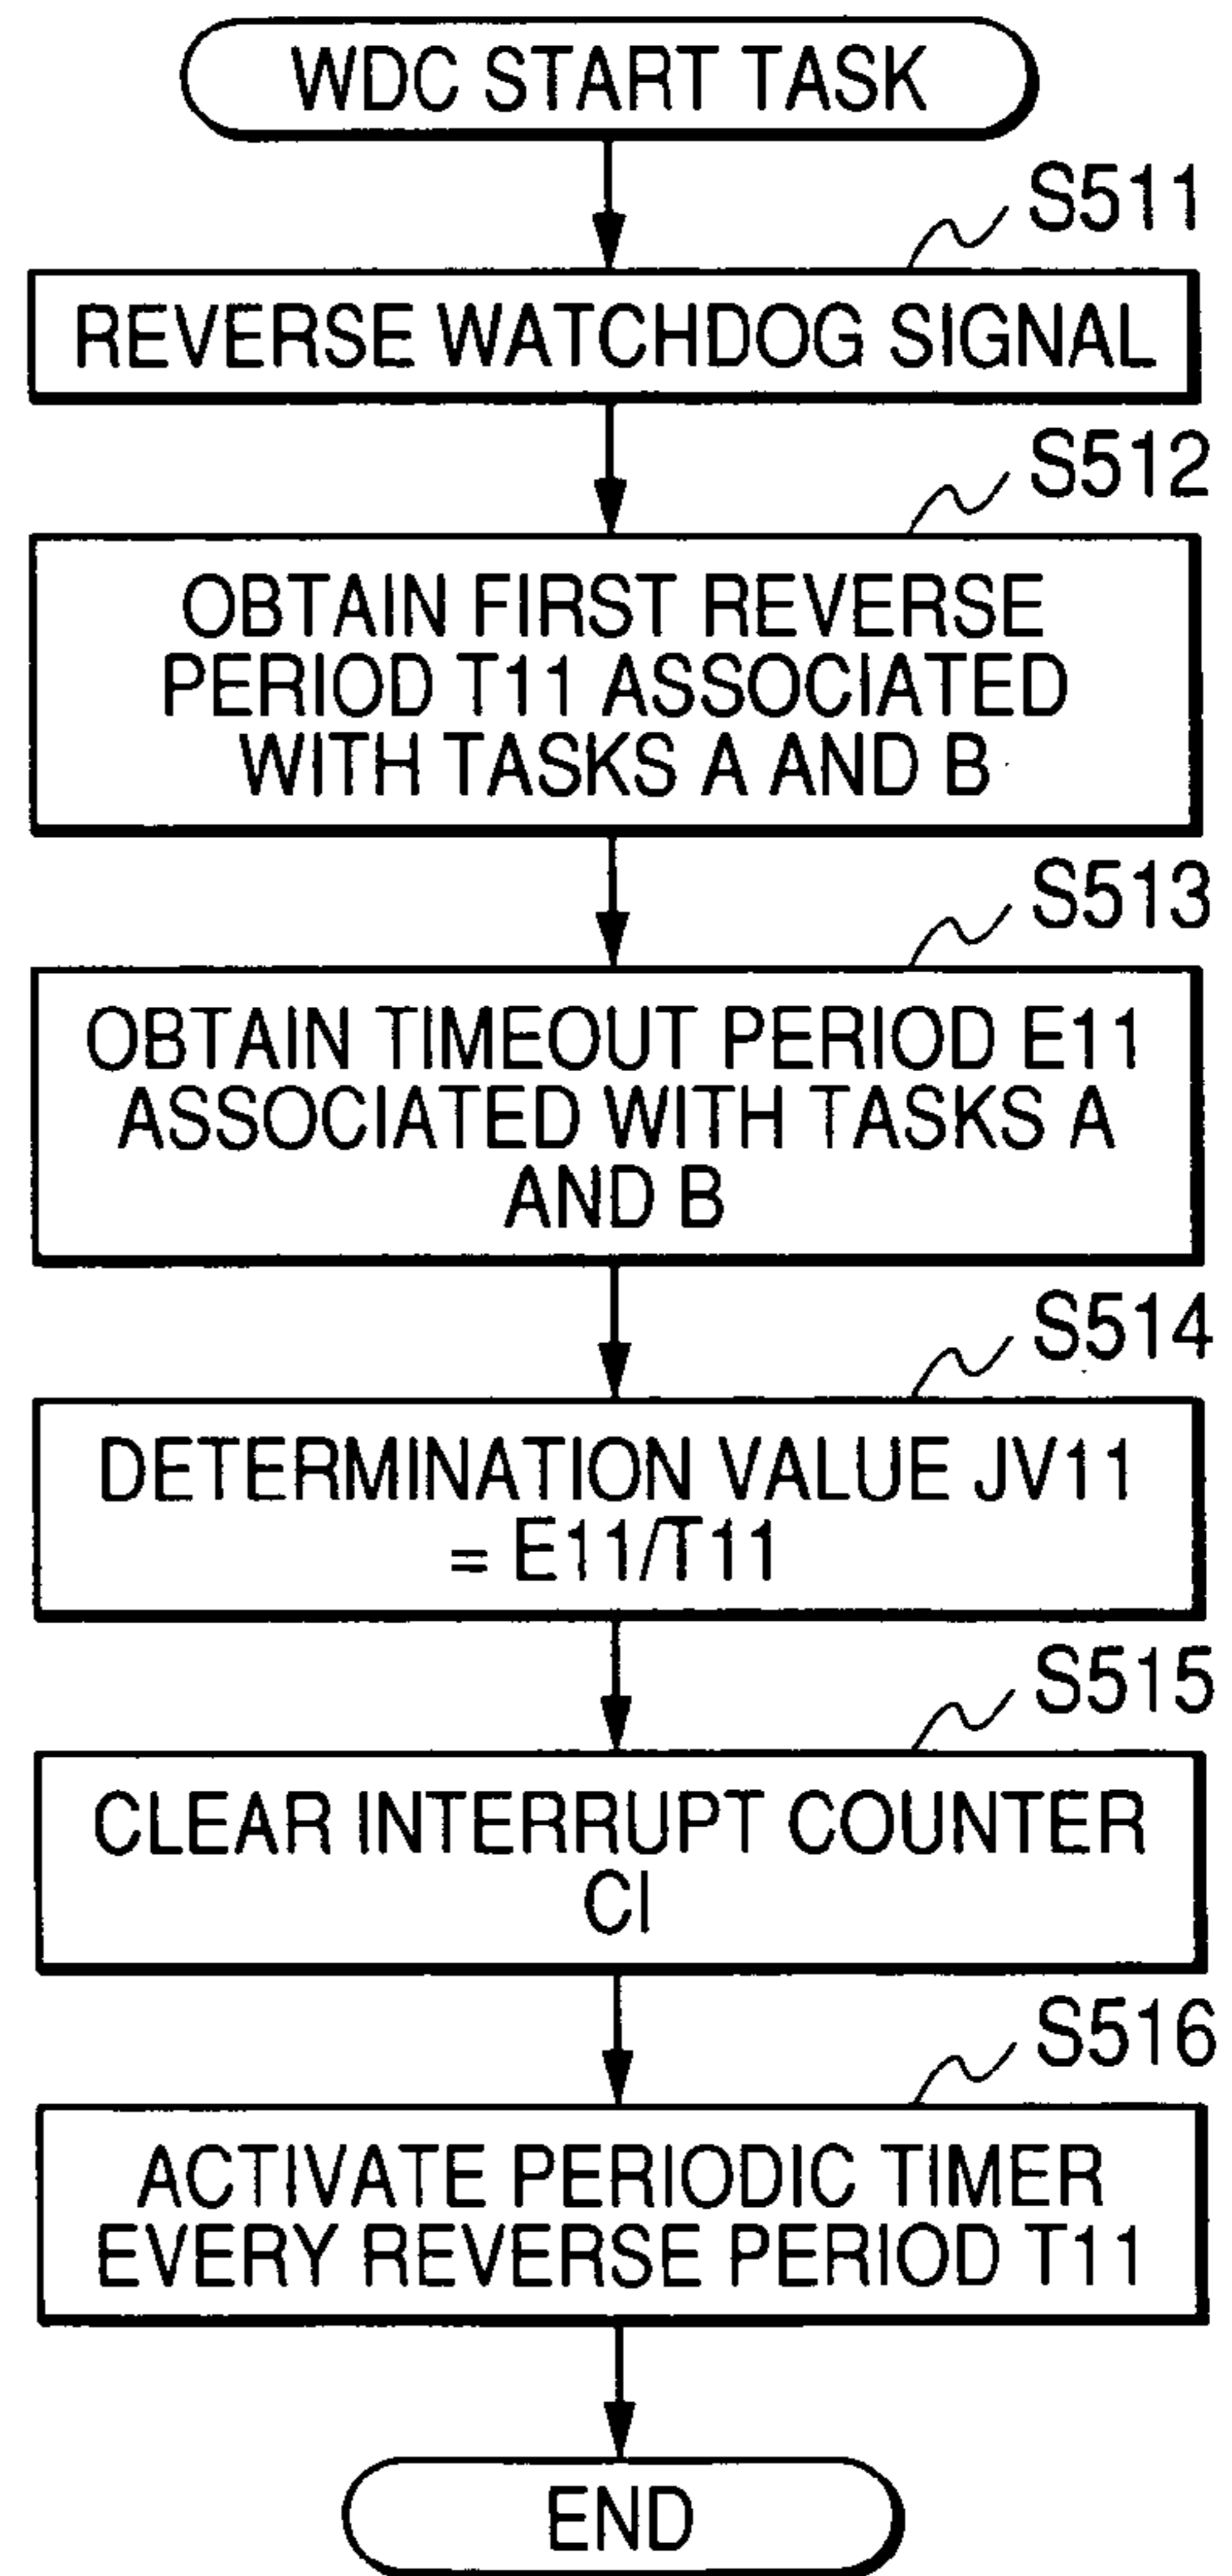 WDC START TASK
S511
REVERSE WATCHDOG SIGNAL
S512
OBTAIN FIRST REVERSE
PERIOD T11 ASSOCIATED
WITH TASKS A AND B
S513
OBTAIN TIMEOUT PERIOD E11
ASSOCIATED WITH TASKS A
AND B
S514
DETERMINATION VALUE JV11
= E11/T11
S515
CLEAR INTERRUPT COUNTER
CI
S516
ACTIVATE PERIODIC TIMER
EVERY REVERSE PERIOD T11
END